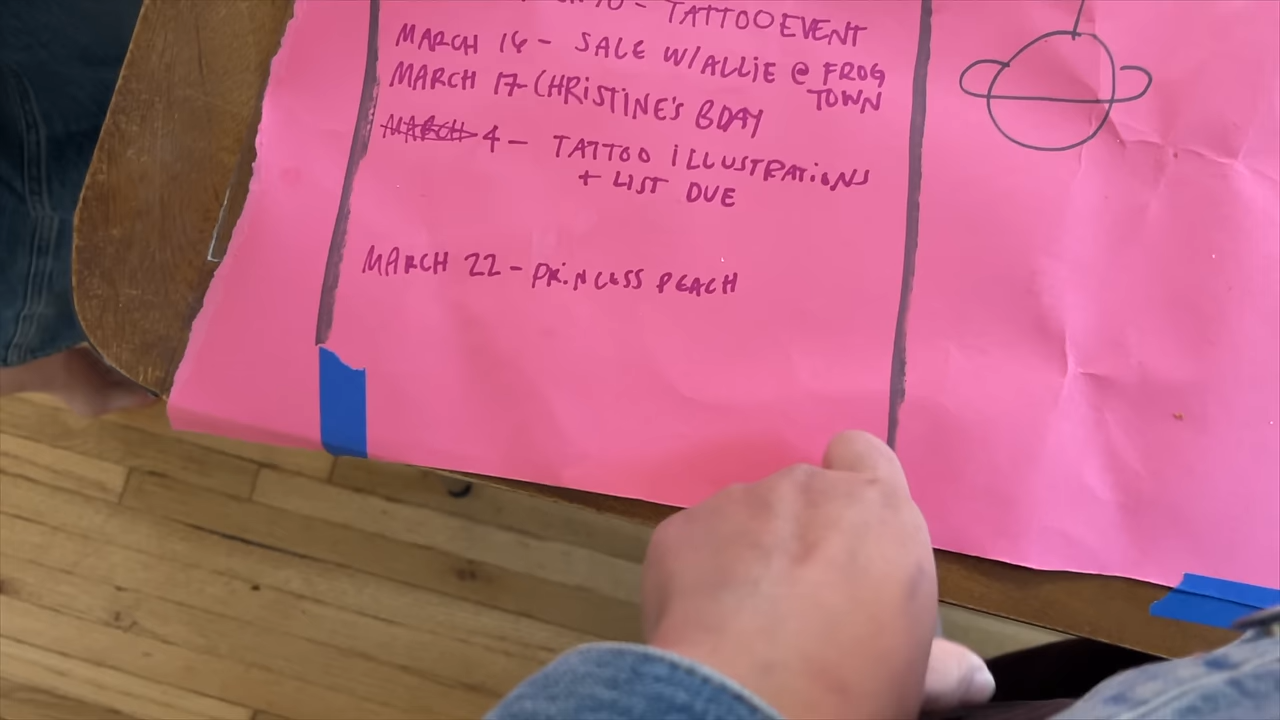 10- TATTOO EVENT
MARCH 16 - SALE W/ALLIE @ FROG
TOWN
MARCH 17- CHRISTINE'S BDAY
MARCH 4 - TATTOO ILLUSTRATIONS
+ LIST DUE
MARCH 22 - PRINCESS PEACH